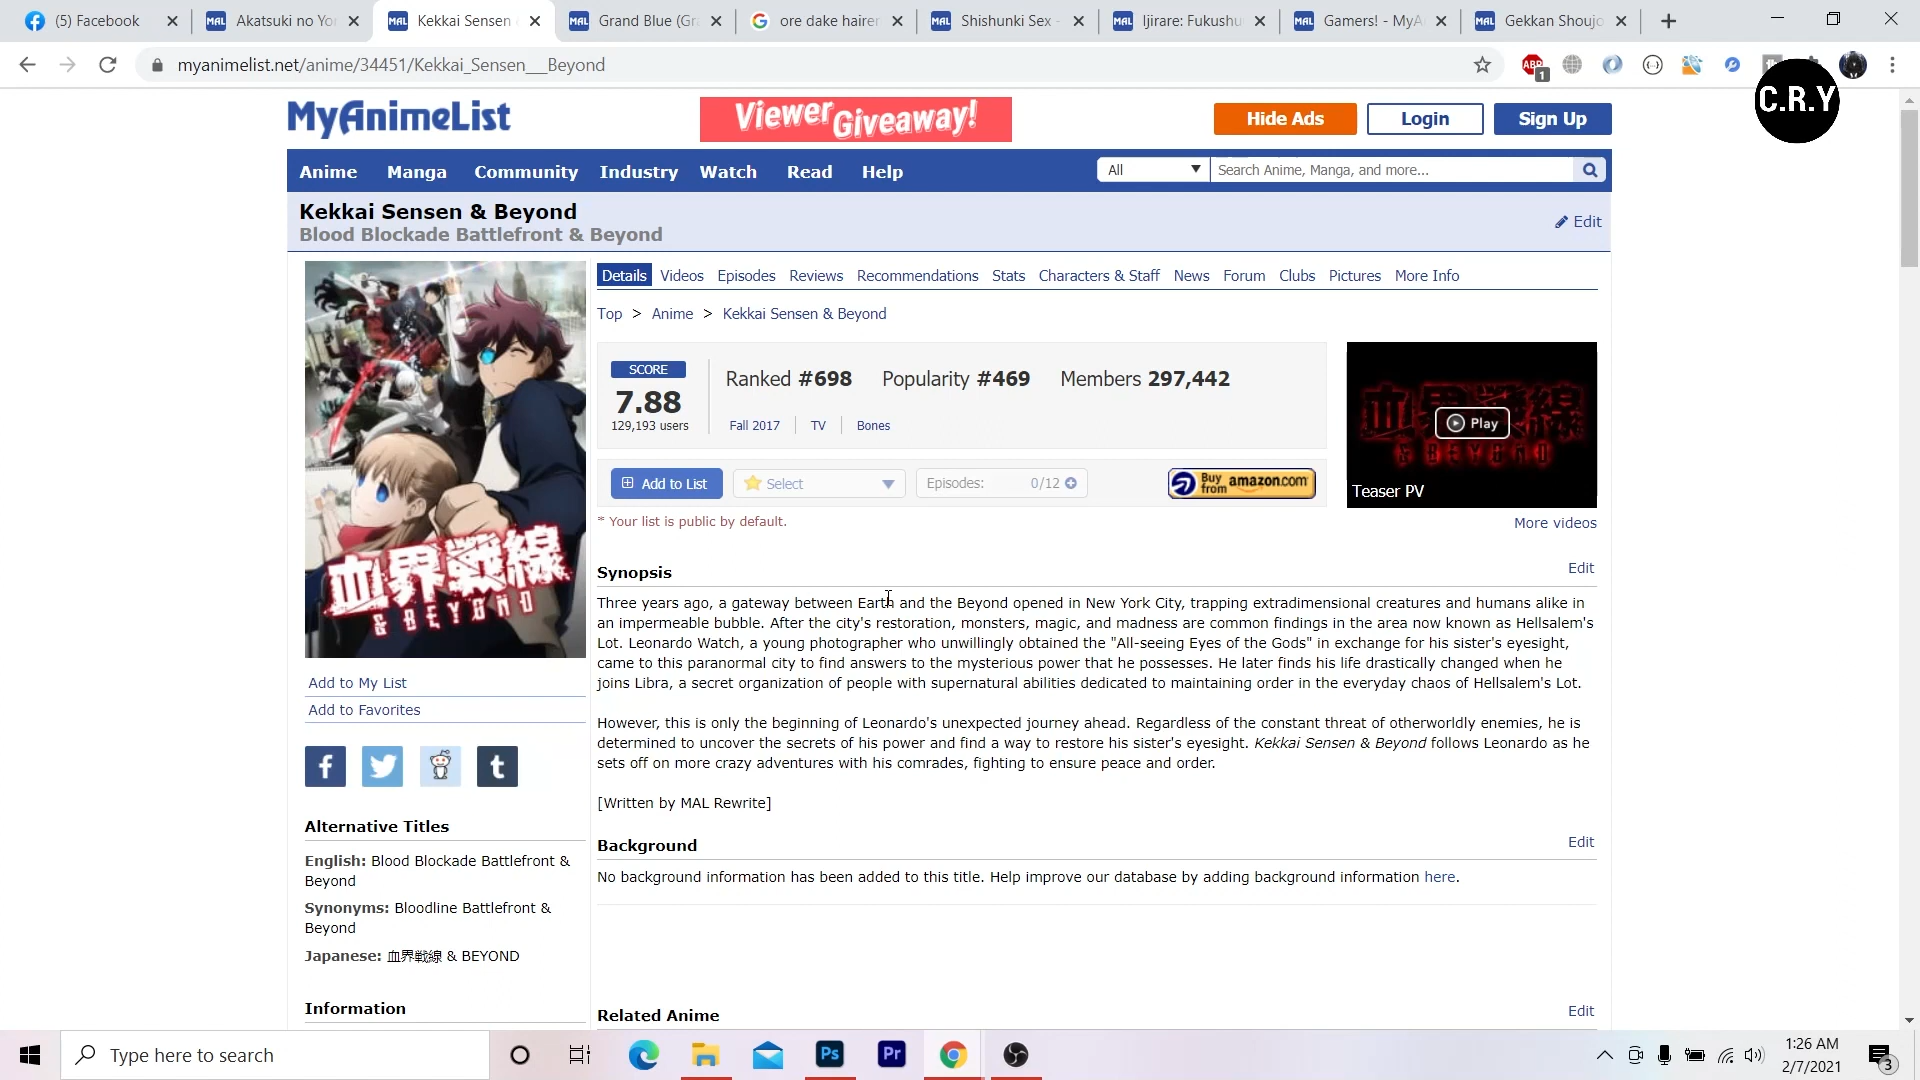 (5) Facebook
Akatsuki no Yon
Kekkai Sensen
Grand Blue (Gra
ore dake hairen
Shishunki Sex -
Ijirare: Fukushu
Gamers! - MyA
Gekkan Shoujo
myanimelist.net/anime/34451/Kekkai_Sensen___Beyond
ABP
1
C.R.Y
MyAnimeList
Viewer Giveaway!
Hide Ads
Login
Sign Up
Anime Manga Community Industry Watch Read Help
All
Search Anime, Manga, and more...
Kekkai Sensen & Beyond
Edit
Blood Blockade Battlefront & Beyond
Details Videos Episodes Reviews Recommendations Stats Characters & Staff News Forum Clubs Pictures More Info
Top > Anime > Kekkai Sensen & Beyond
SCORE
7.88
129,193 users
Ranked #698 Popularity #469 Members 297,442
Fall 2017 TV Bones
血界戦線
& BEYOND
Play
Teaser PV
More videos
Add to List
Select
Episodes: 0/12
Buy from amazon.com
* Your list is public by default.
血界戦線
& BEYOND
Synopsis
Edit
Three years ago, a gateway between Earth and the Beyond opened in New York City, trapping extradimensional creatures and humans alike in
an impermeable bubble. After the city's restoration, monsters, magic, and madness are common findings in the area now known as Hellsalem's
Lot. Leonardo Watch, a young photographer who unwillingly obtained the "All-seeing Eyes of the Gods" in exchange for his sister's eyesight,
came to this paranormal city to find answers to the mysterious power that he possesses. He later finds his life drastically changed when he
joins Libra, a secret organization of people with supernatural abilities dedicated to maintaining order in the everyday chaos of Hellsalem's Lot.
However, this is only the beginning of Leonardo's unexpected journey ahead. Regardless of the constant threat of otherworldly enemies, he is
determined to uncover the secrets of his power and find a way to restore his sister's eyesight. Kekkai Sensen & Beyond follows Leonardo as he
sets off on more crazy adventures with his comrades, fighting to ensure peace and order.
[Written by MAL Rewrite]
Background
Edit
No background information has been added to this title. Help improve our database by adding background information here.
Related Anime
Edit
Add to My List
Add to Favorites
Alternative Titles
English: Blood Blockade Battlefront &
Beyond
Synonyms: Bloodline Battlefront &
Beyond
Japanese: 血界戦線 & BEYOND
Information
Type here to search
Ps
Pr
1:26 AM
2/7/2021
3